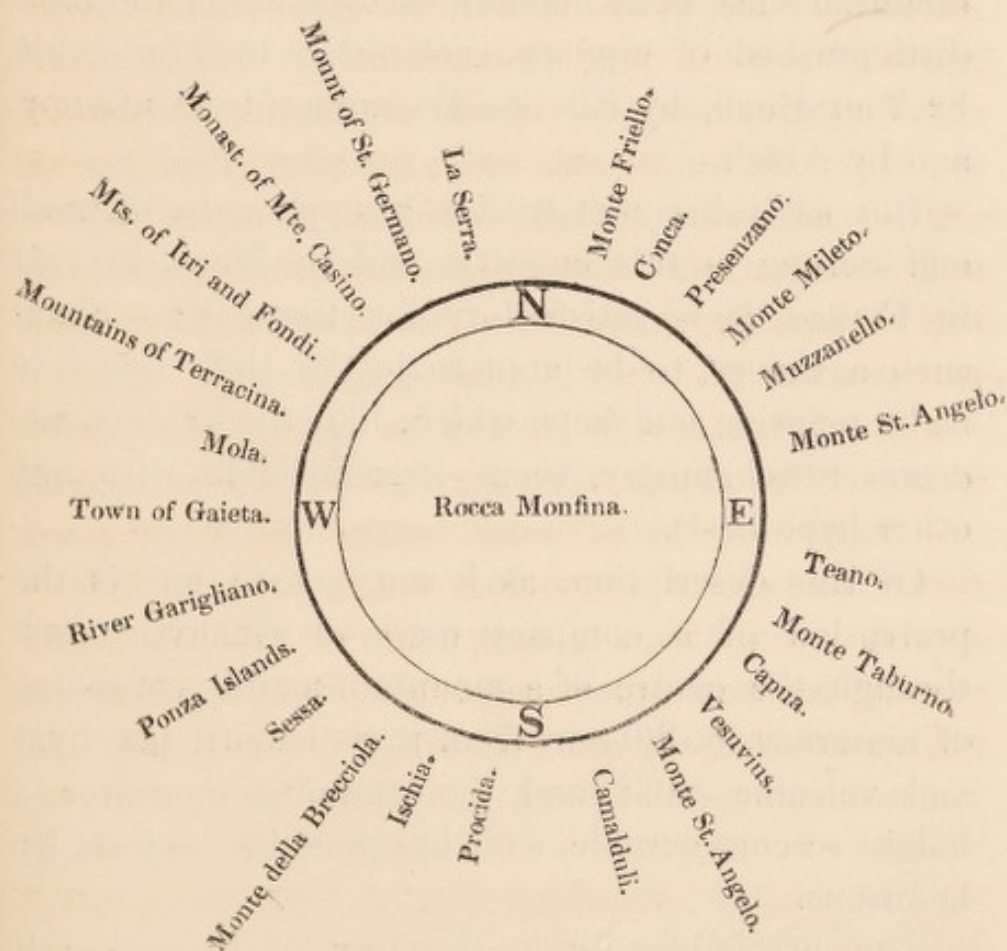 N
Monte Friello.
Conca.
Presenzano.
Monte Mileto.
Muzzanello.
Monte St. Angelo.
E
Teano.
Monte Taburno.
Capua.
Vesuvius.
Monte St. Angelo.
Camalduli.
S
Procida.
Ischia.
Monte della Brecciola.
Sessa.
Ponza Islands.
River Garigliano.
W
Town of Gaieta.
Mola.
Mountains of Terracina.
Mts. of Itri and Fondi.
Monast. of Mte. Casino.
Mount of St. Germano.
La Serra.
Rocca Monfina.